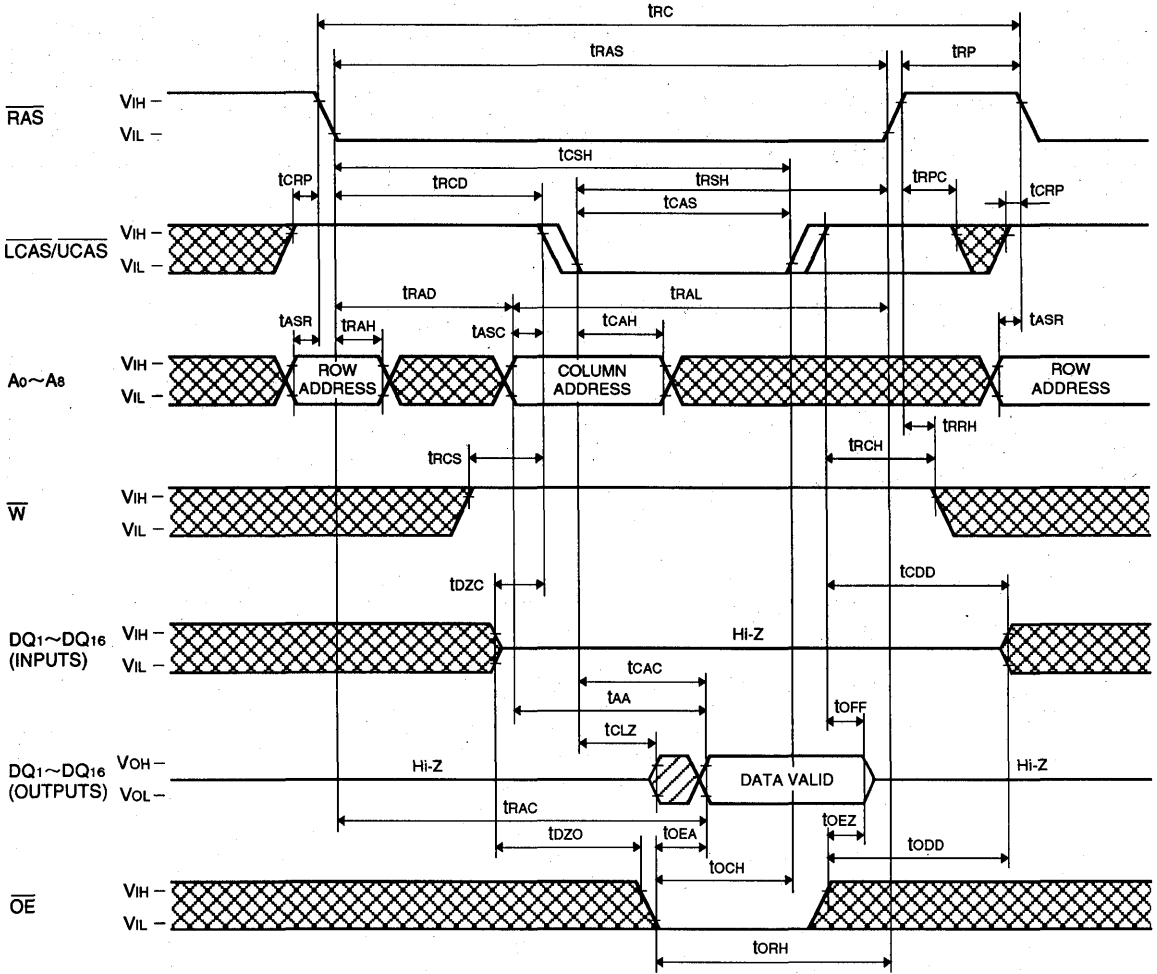 tRC
tRAS tRP
RAS VIH
VIL
tCSH
tCRP tRCD tRSH tRPC tCRP
tCAS
LCAS/UCAS VIH
VIL
tRAD tRAL
tASR tRAH tASC tCAH tASR
A0~A8 VIH
VIL
ROW ADDRESS
COLUMN ADDRESS
ROW ADDRESS
tRRH
tRCS tRCH
W VIH
VIL
tDZC tCDD
DQ1~DQ16 (INPUTS) VIH
VIL
Hi-Z
tCAC
tAA tOFF
tCLZ
DQ1~DQ16 (OUTPUTS) VOH
VOL
Hi-Z DATA VALID Hi-Z
tRAC
tDZO tOEA tOEZ tODD
tOCH
OE VIH
VIL
tORH